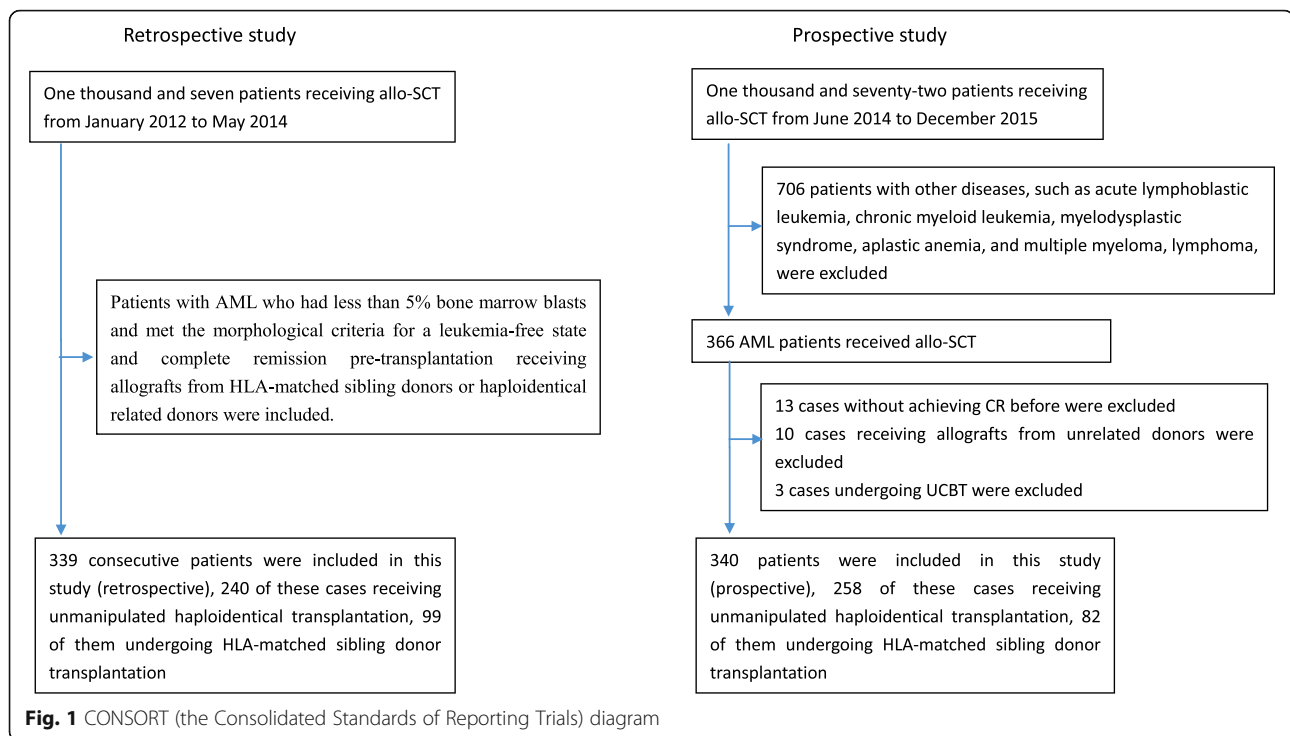 Retrospective study
One thousand and seven patients receiving allo-SCT
from January 2012 to May 2014
Patients with AML who had less than 5% bone marrow blasts
and met the morphological criteria for a leukemia-free state
and complete remission pre-transplantation receiving
allografts from HLA-matched sibling donors or haploidentical
related donors were included.
339 consecutive patients were included in this
study (retrospective), 240 of these cases receiving
unmanipulated haploidentical transplantation, 99
of them undergoing HLA-matched sibling donor
transplantation
Prospective study
One thousand and seventy-two patients receiving
allo-SCT from June 2014 to December 2015
706 patients with other diseases, such as acute lymphoblastic
leukemia, chronic myeloid leukemia, myelodysplastic
syndrome, aplastic anemia, and multiple myeloma, lymphoma,
were excluded
366 AML patients received allo-SCT
13 cases without achieving CR before were excluded
10 cases receiving allografts from unrelated donors were
excluded
3 cases undergoing UCBT were excluded
340 patients were included in this study
(prospective), 258 of these cases receiving
unmanipulated haploidentical transplantation, 82
of them undergoing HLA-matched sibling donor
transplantation
Fig. 1 CONSORT (the Consolidated Standards of Reporting Trials) diagram